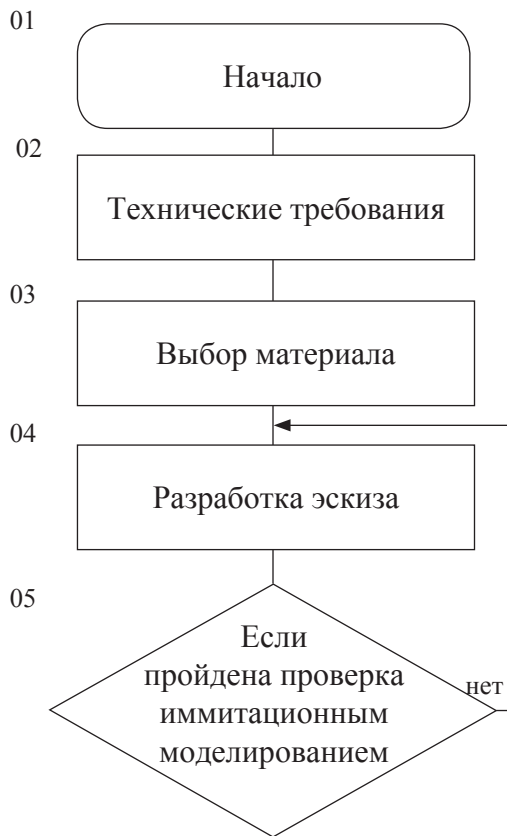 01
Начало
02
Технические требования
03
Выбор материала
04
Разработка эскиза
05
Если
пройдена проверка
иммитационным
моделированием
нет